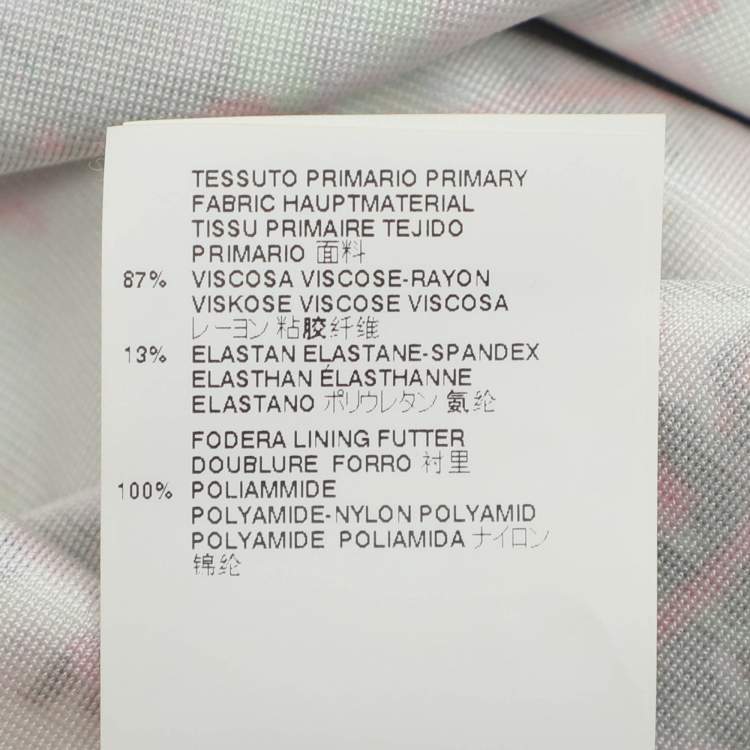 TESSUTO PRIMARIO PRIMARY
FABRIC HAUPTMATERIAL
TISSU PRIMAIRE TEJIDO
PRIMARIO 面料
87% VISCOSA VISCOSE-RAYON
VISKOSE VISCOSE VISCOSA
レーヨン 粘胶纤维
13% ELASTAN ELASTANE-SPANDEX
ELASTHAN ÉLASTHANNE
ELASTANO ポリウレタン 氨纶
FODERA LINING FUTTER
DOUBLURE FORRO 衬里
100% POLIAMMIDE
POLYAMIDE-NYLON POLYAMID
POLYAMIDE POLIAMIDA ナイロン
锦纶